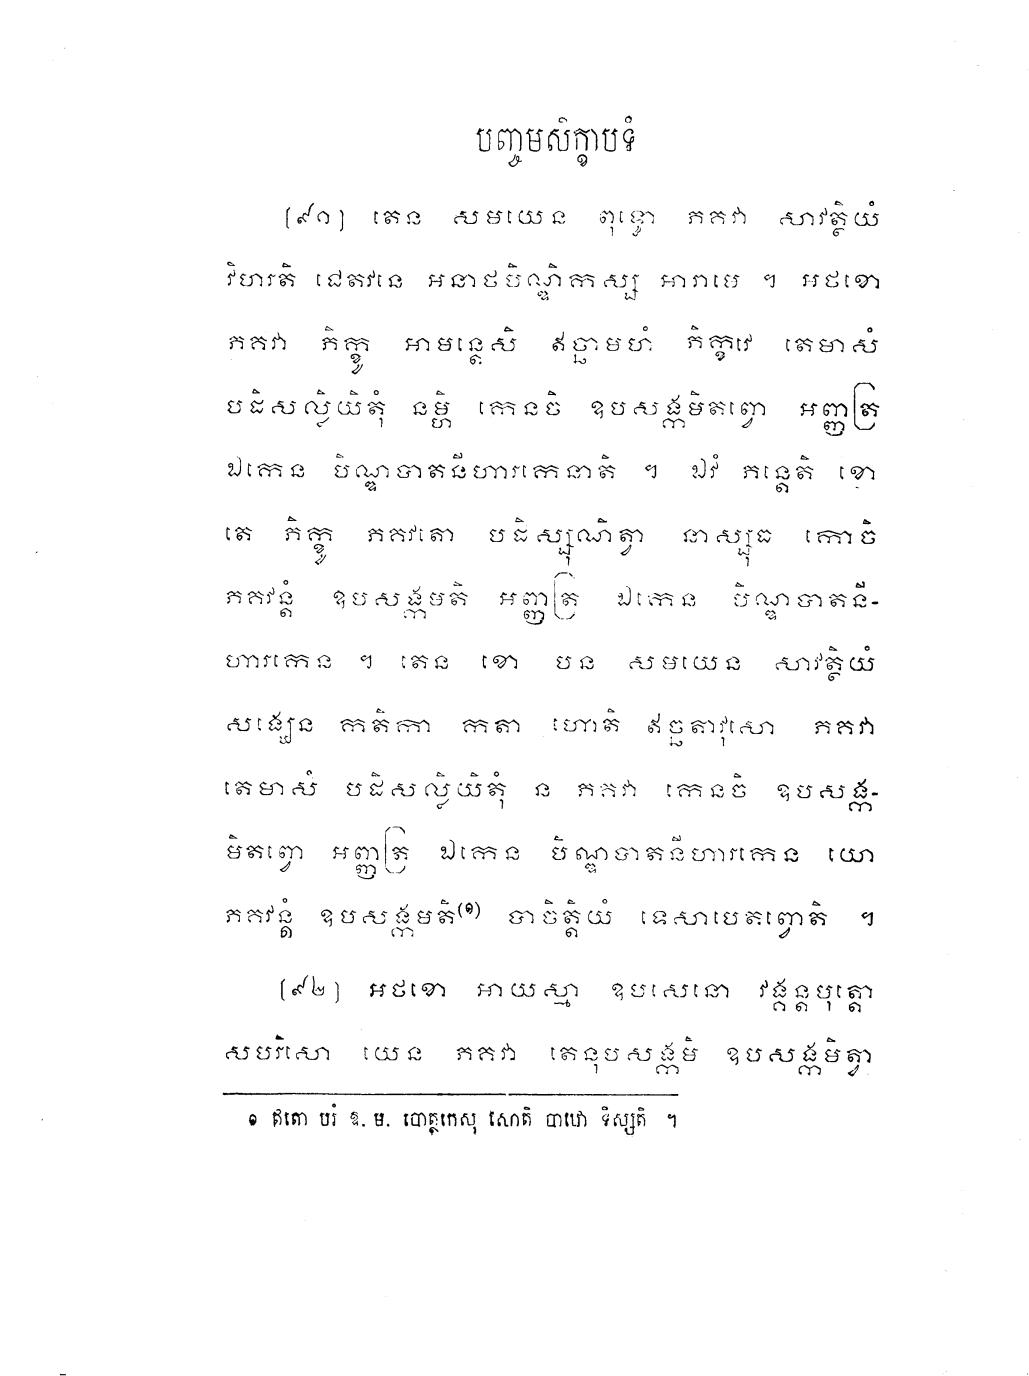 បញ្ចមសិក្ខាបទំ
(៩១) តេន សមយេន ពុទ្ធោ ភគវា សាវត្ថិយំ
វិហរតិ ជេតវនេ អនាថបិណ្ឌិកស្ស អារាមេ ។ អថខោ
ភគវា ភិក្ខូ អាមន្តេសិ ឥច្ឆាមហំ ភិក្ខវេ តេមាសំ
បដិសល្លិយិតុំ នម្ហិ កេនចិ ឧបសង្កមិតព្វោ អញ្ញត្រ
ឯកេន បិណ្ឌបាតនីហារកេនាតិ ។ ឯវំ ភន្តេតិ ខោ
តេ ភិក្ខូ ភគវតោ បដិស្សុណិត្វា នាស្សុធ កោចិ
ភគវន្តំ ឧបសង្កមតិ អញ្ញត្រ ឯកេន បិណ្ឌបាតនី-
ហារកេន ។ តេន ខោ បន សមយេន សាវត្ថិយំ
សង្ឃេន កតិកា កតា ហោតិ ឥច្ឆតាវុសោ ភគវា
តេមាសំ បដិសល្លិយិតុំ ន ភគវា កេនចិ ឧបសង្ក-
មិតព្វោ អញ្ញត្រ ឯកេន បិណ្ឌបាតនីហារកេន យោ
ភគវន្តំ ឧបសង្កមតិ(១) បាចិត្តិយំ ទេសាបេតព្វោតិ ។
(៩២) អថខោ អាយស្មា ឧបសេនោ វង្គន្តបុត្តោ
សបរិសោ យេន ភគវា តេនុបសង្កមិ ឧបសង្កមិត្វា
១ ឥតោ បរំ ឱ. ម. បោត្ថកេសុ សោតិ បាឋោ ទិស្សតិ ។